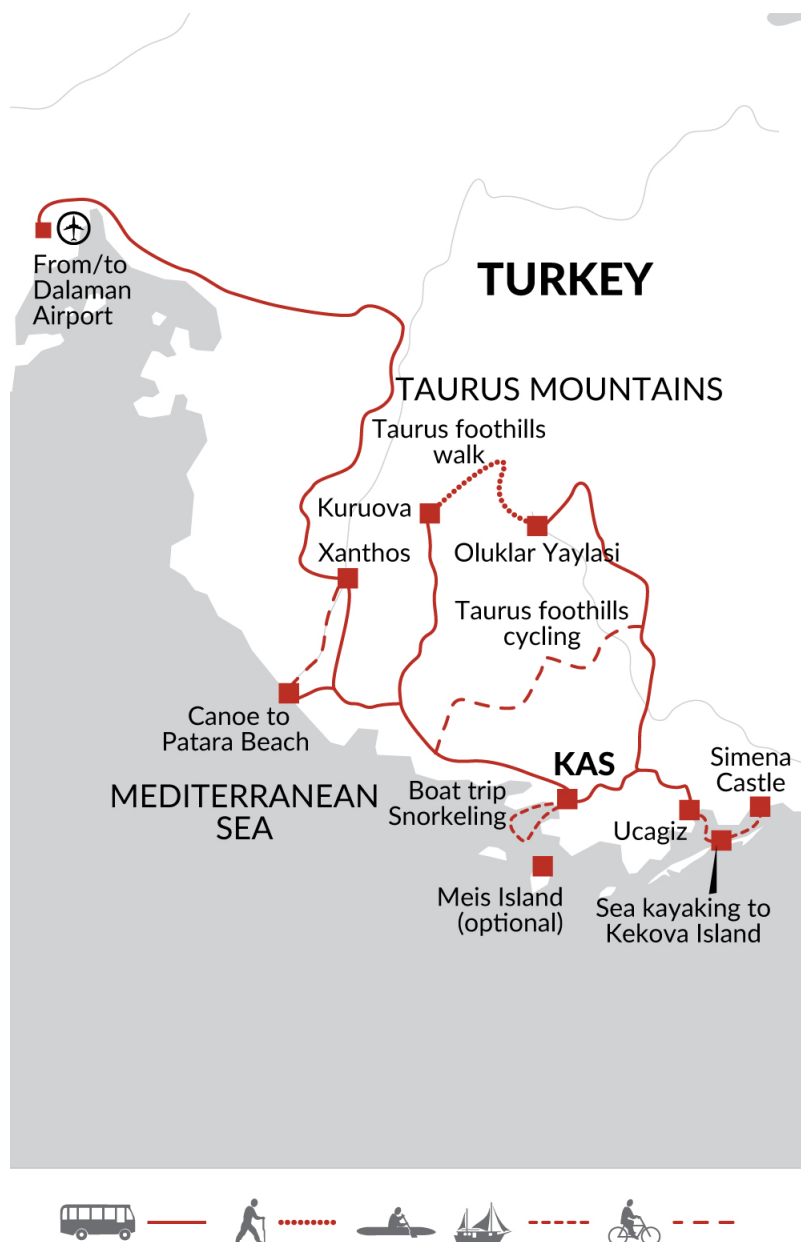 From/to
Dalaman
Airport
TURKEY
TAURUS MOUNTAINS
Taurus foothills
walk
Kuruova
Xanthos
Oluklar Yaylasi
Taurus foothills
cycling
Canoe to
Patara Beach
KAS
Simena
Castle
Boat trip
Snorkeling
MEDITERRANEAN
SEA
Ucagiz
Meis Island
(optional)
Sea kayaking to
Kekova Island